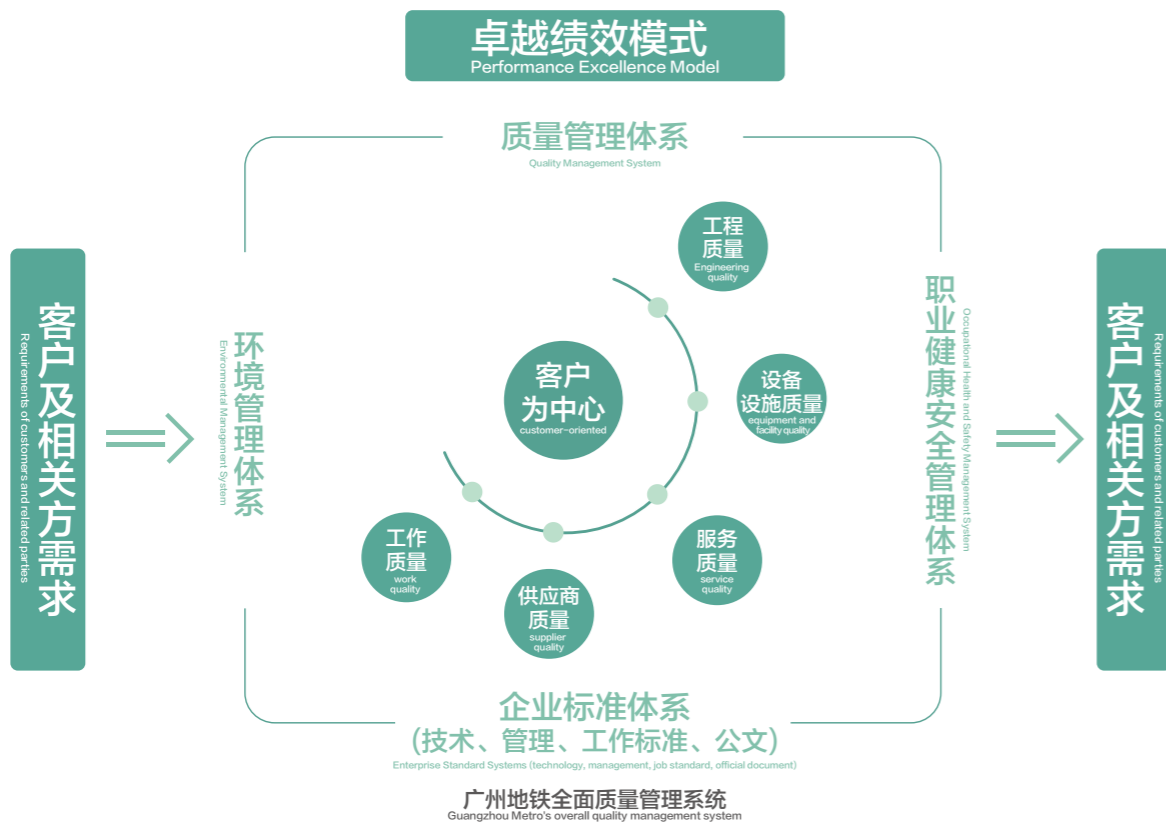 卓越绩效模式
Performance Excellence Model
质量管理体系
Quality Management System
客户及相关方需求
Requirements of customers and related parties
环境管理体系
Environmental Management System
工程
质量
Engineering
quality
客户
为中心
customer-oriented
设备
设施质量
equipment and
facility quality
工作
质量
work
quality
供应商
质量
supplier
quality
服务
质量
service
quality
职业健康安全管理体系
Occupational Health and Safety Management System
客户及相关方需求
Requirements of customers and related parties
企业标准体系
(技术、管理、工作标准、公文)
Enterprise Standard Systems (technology, management, job standard, official document)
广州地铁全面质量管理系统
Guangzhou Metro's overall quality management system